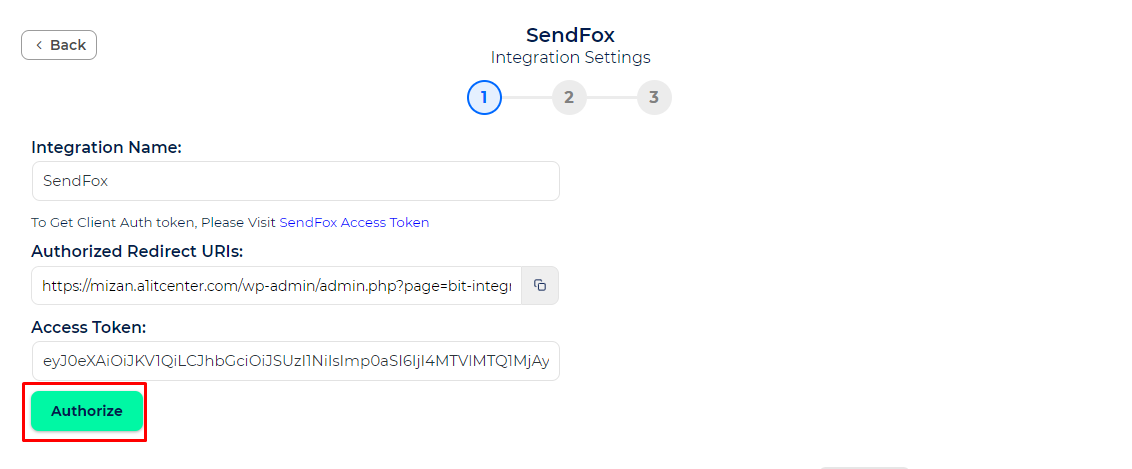 Back
SendFox
Integration Settings
1 2 3
Integration Name:
SendFox
To Get Client Auth token, Please Visit SendFox Access Token
Authorized Redirect URIs:
https://mizan.a1itcenter.com/wp-admin/admin.php?page=bit-integr
Access Token:
Authorize